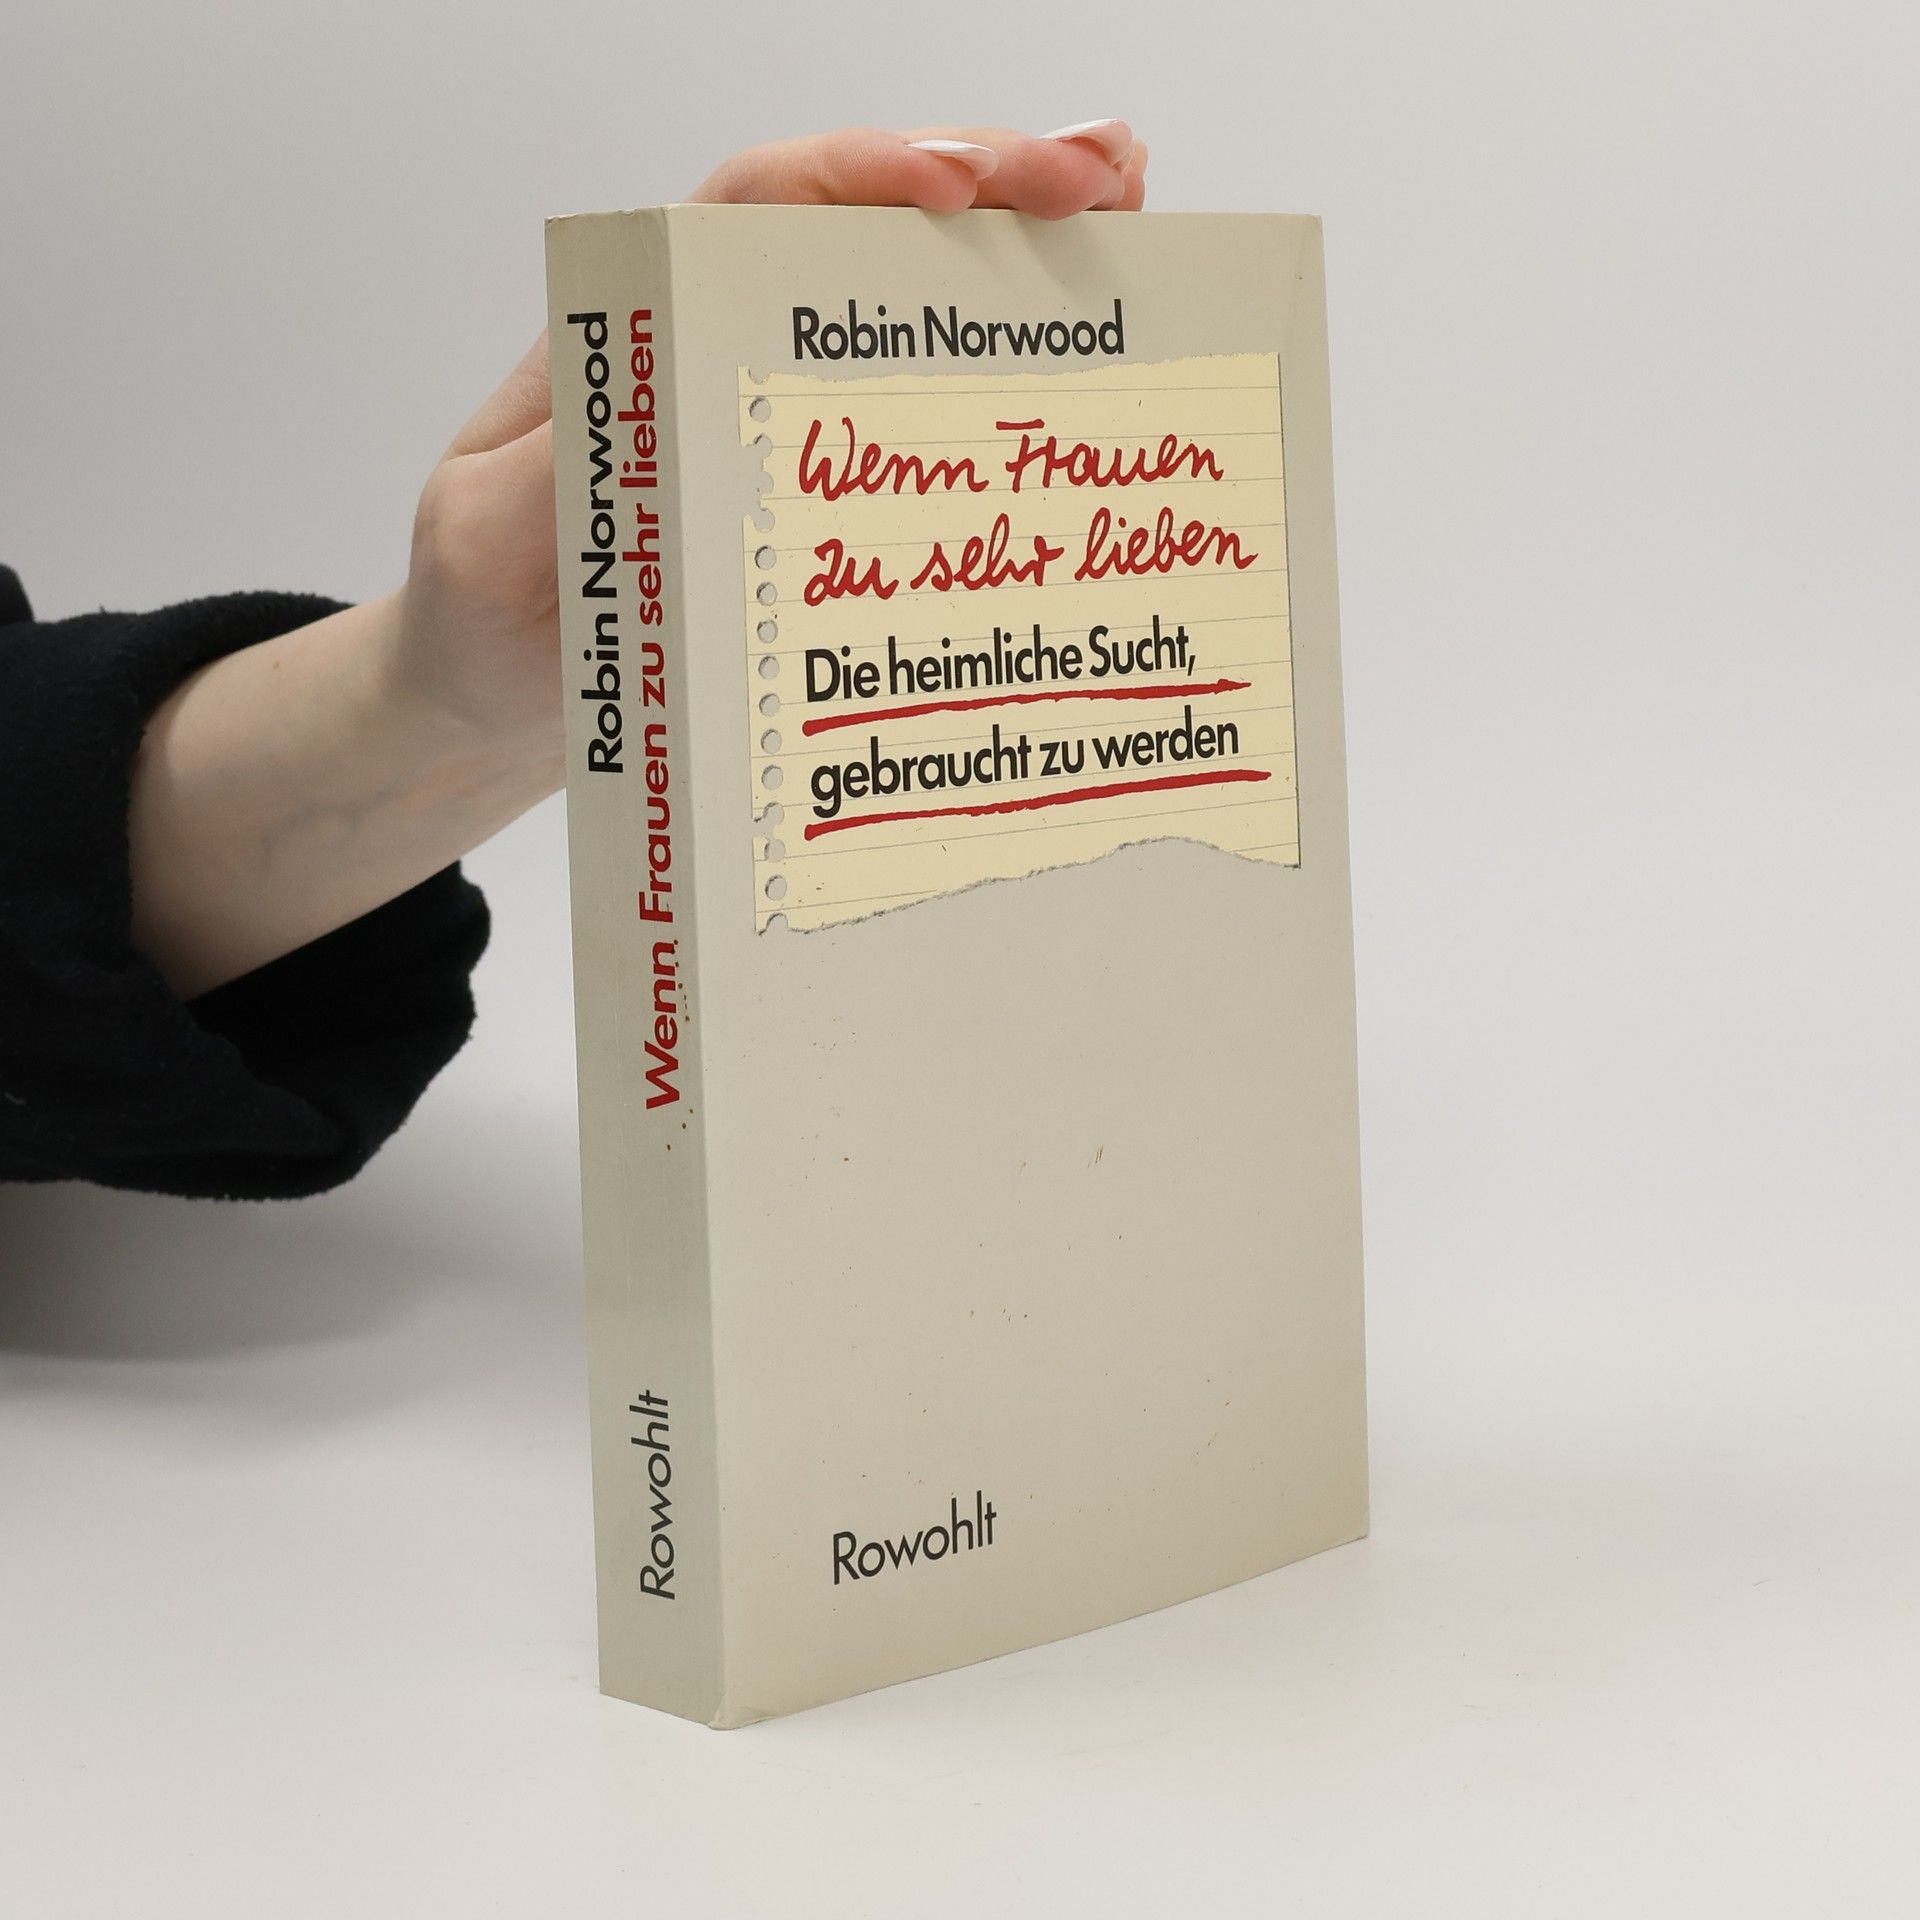 Robin Norwood
Wenn Frauen zu sehr lieben
Rowohlt
Robin Norwood
Wenn Frauen
zu sehr lieben
Die heimliche Sucht,
gebraucht zu werden
Rowohlt